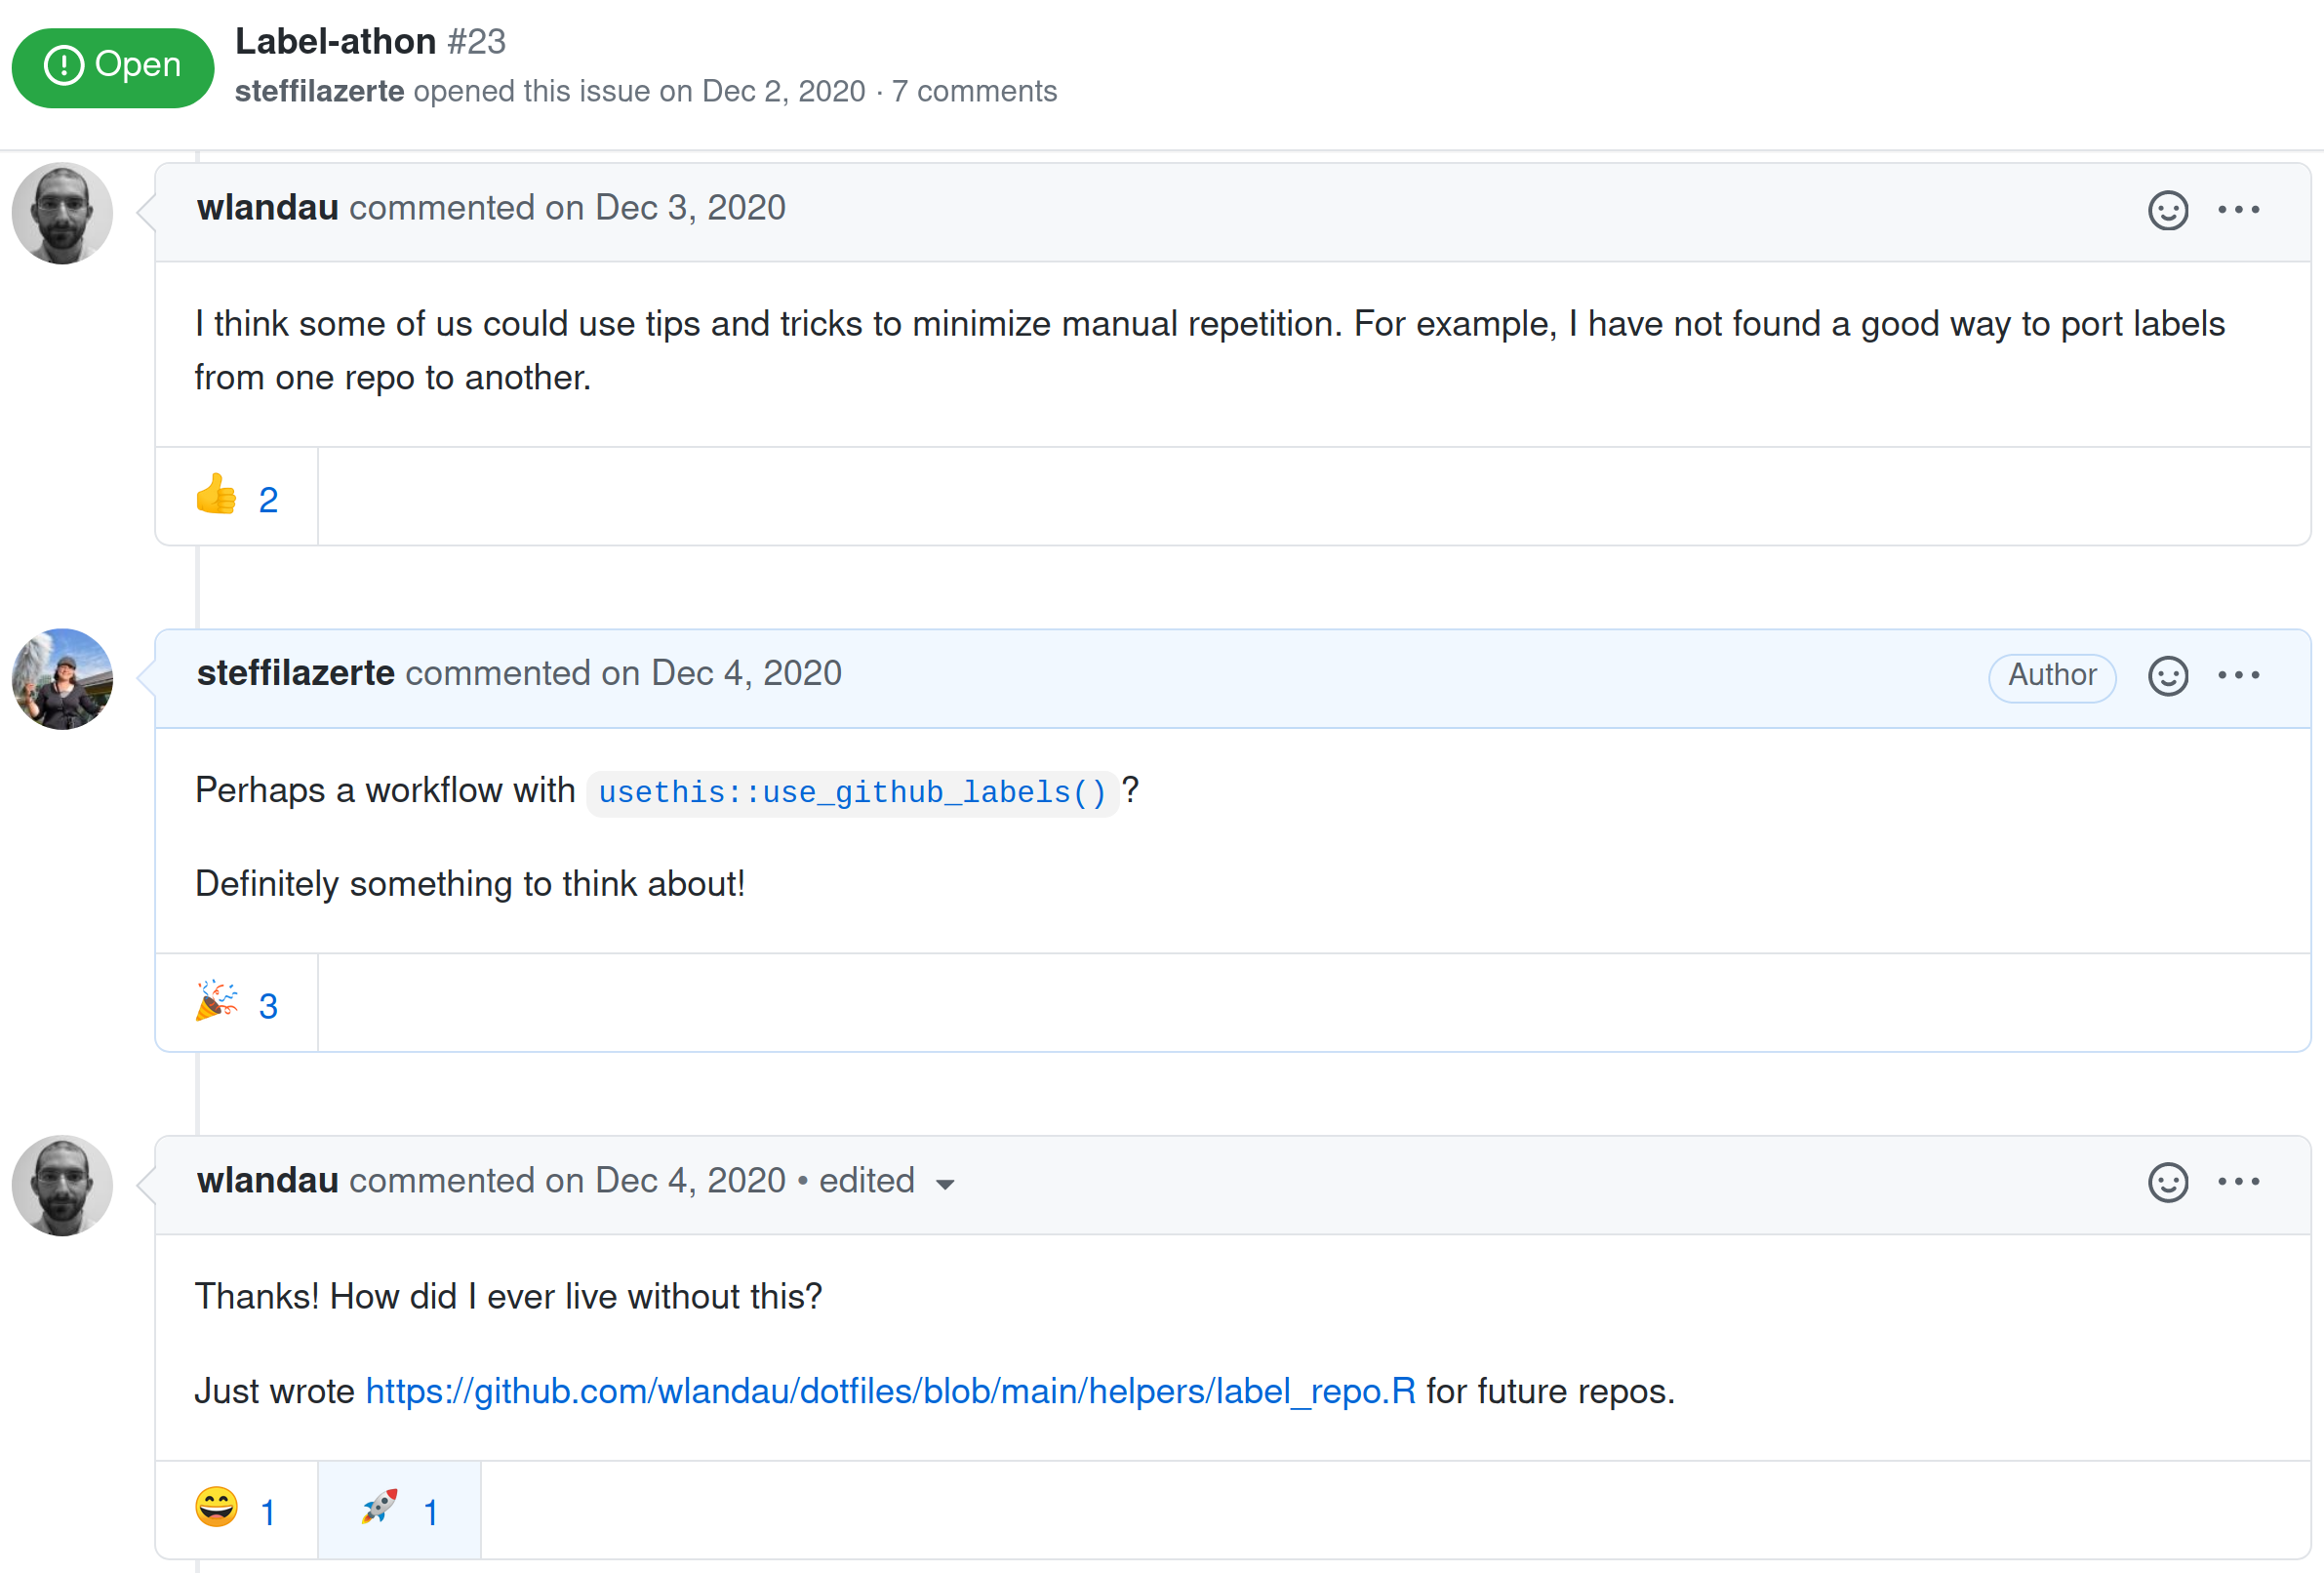 Open
Label-athon #23
steffilazerte opened this issue on Dec 2, 2020 · 7 comments
wlandau commented on Dec 3, 2020
I think some of us could use tips and tricks to minimize manual repetition. For example, I have not found a good way to port labels
from one repo to another.
👍 2
steffilazerte commented on Dec 4, 2020 Author
Perhaps a workflow with usethis::use_github_labels()?
Definitely something to think about!
🎉 3
wlandau commented on Dec 4, 2020 • edited
Thanks! How did I ever live without this?
Just wrote https://github.com/wlandau/dotfiles/blob/main/helpers/label_repo.R for future repos.
😄 1 🚀 1